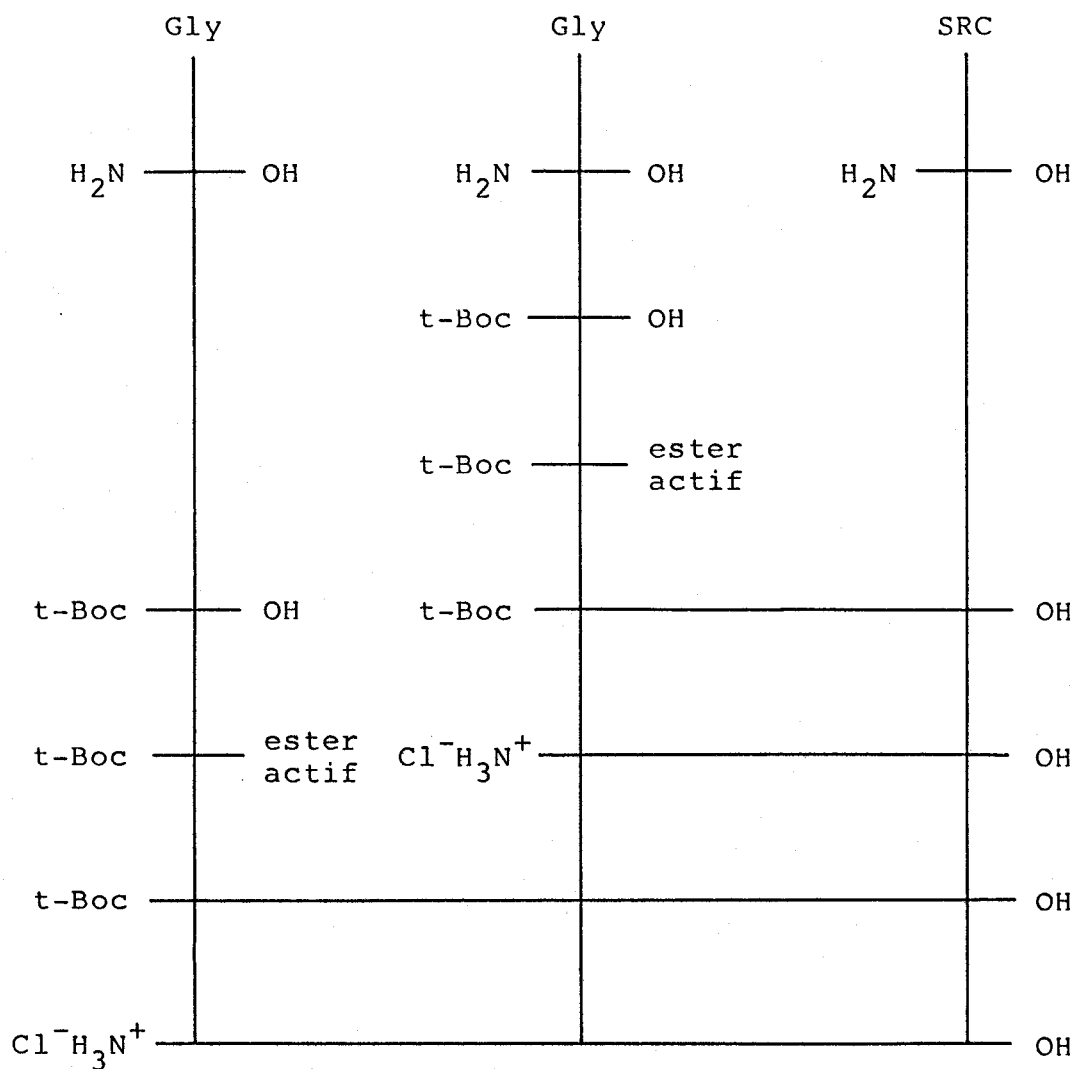 Gly Gly SRC
H₂N OH H₂N OH H₂N OH
t-Boc OH
t-Boc ester
actif
t-Boc OH t-Boc OH
t-Boc ester
actif Cl⁻H₃N⁺ OH
t-Boc OH
Cl⁻H₃N⁺ OH